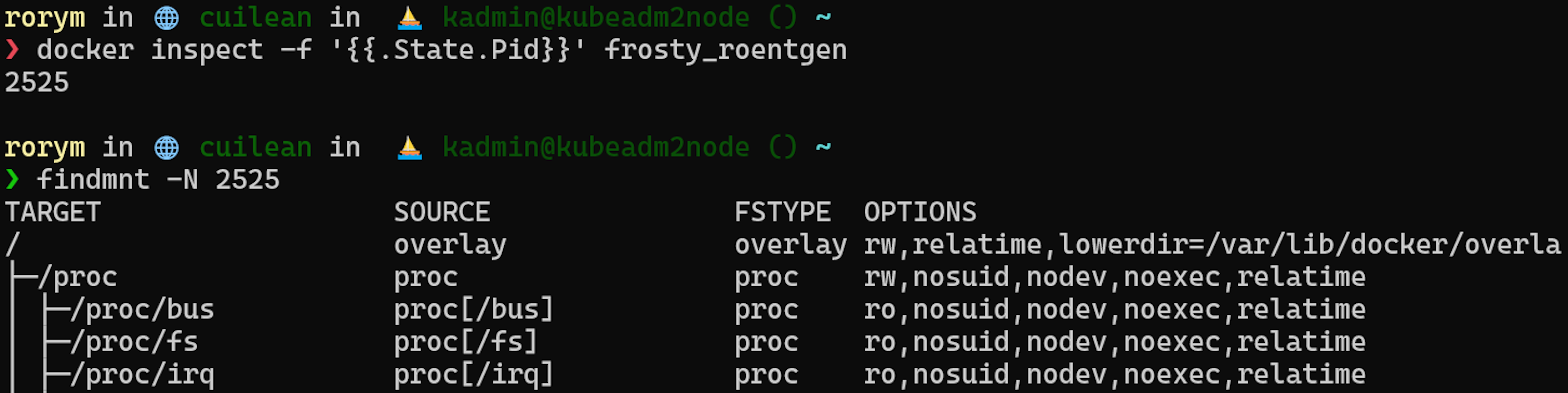 rorym in 🌐 cuilean in ⛵ kadmin@kubeadm2node () ~
❯ docker inspect -f '{{.State.Pid}}' frosty_roentgen
2525
rorym in 🌐 cuilean in ⛵ kadmin@kubeadm2node () ~
❯ findmnt -N 2525
TARGET SOURCE FSTYPE OPTIONS
/ overlay overlay rw,relatime,lowerdir=/var/lib/docker/overla
├─/proc proc proc rw,nosuid,nodev,noexec,relatime
│ ├─/proc/bus proc[/bus] proc ro,nosuid,nodev,noexec,relatime
│ ├─/proc/fs proc[/fs] proc ro,nosuid,nodev,noexec,relatime
│ ├─/proc/irq proc[/irq] proc ro,nosuid,nodev,noexec,relatime